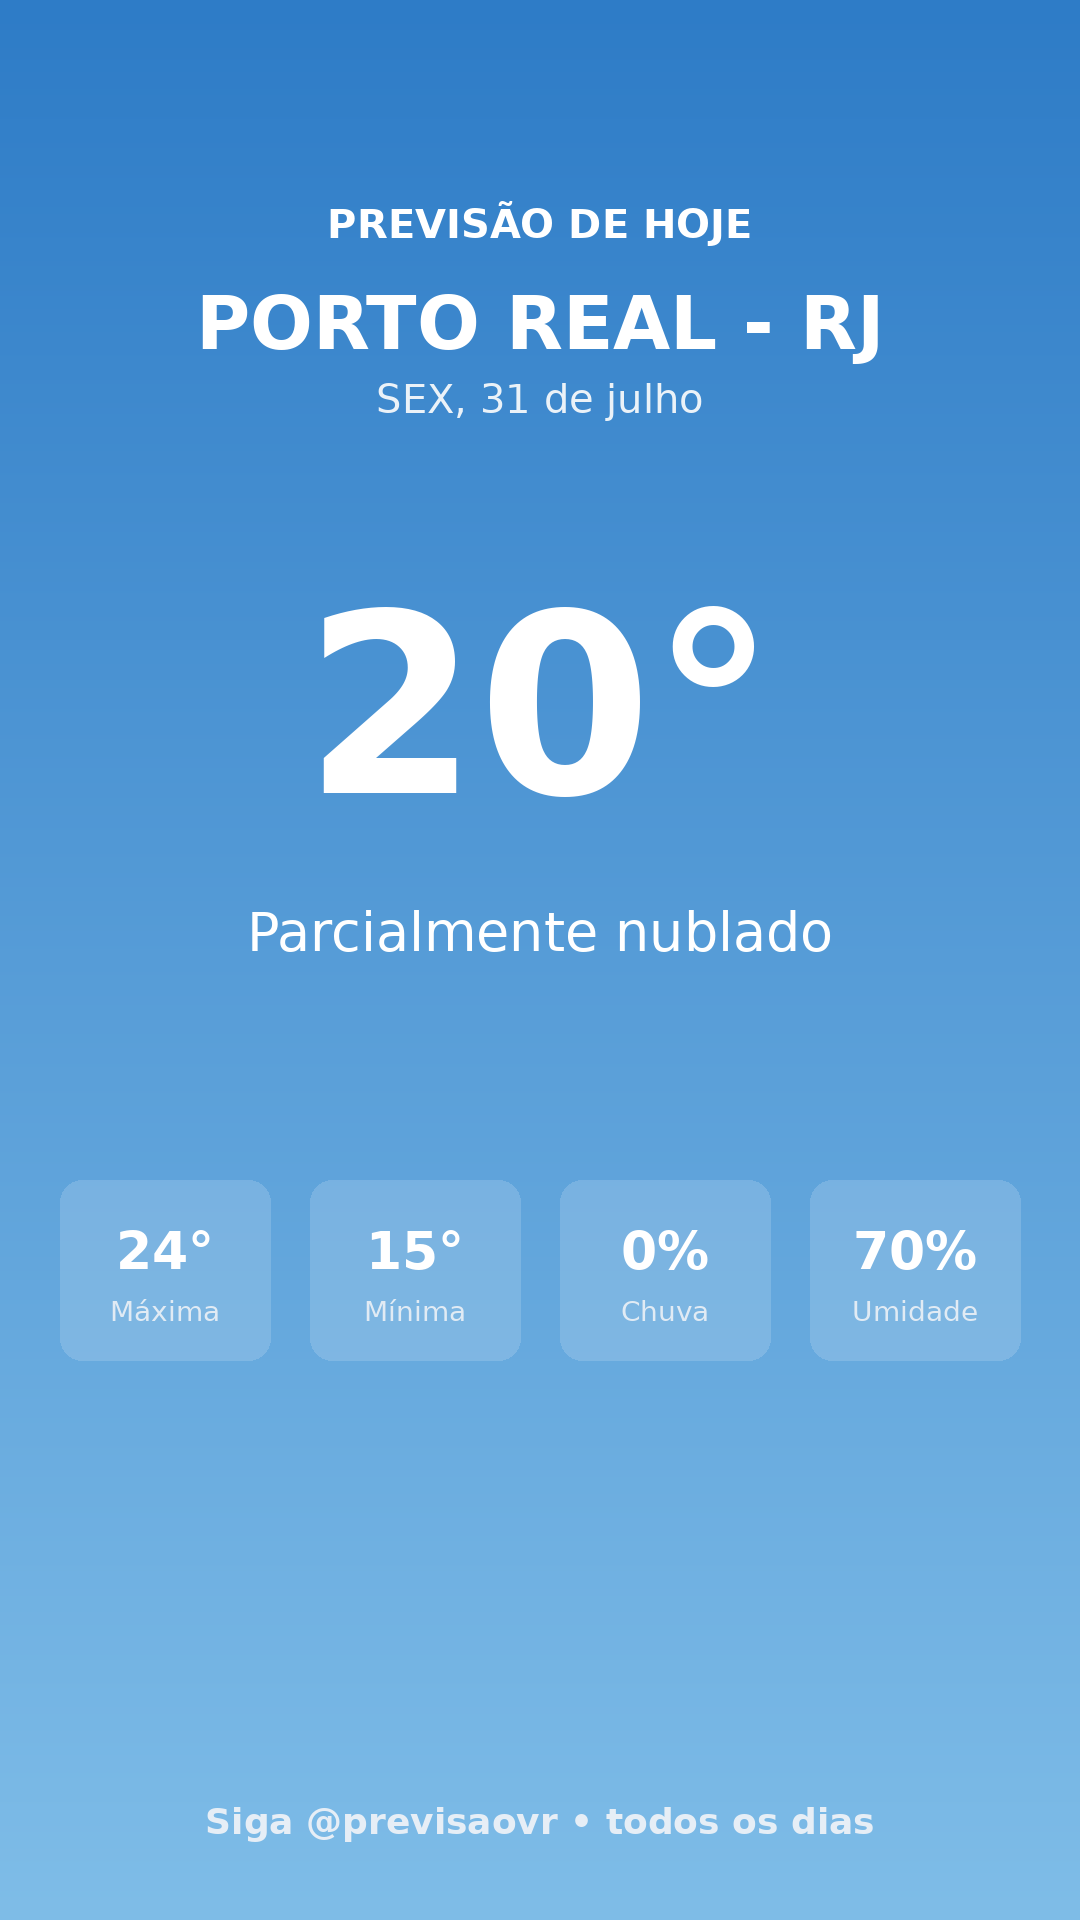 PREVISÃO DE HOJE
PORTO REAL - RJ
SEX, 31 de julho
20°
Parcialmente nublado
24° 15° 0% 70%
Máxima Mínima Chuva Umidade
Siga @previsaovr • todos os dias